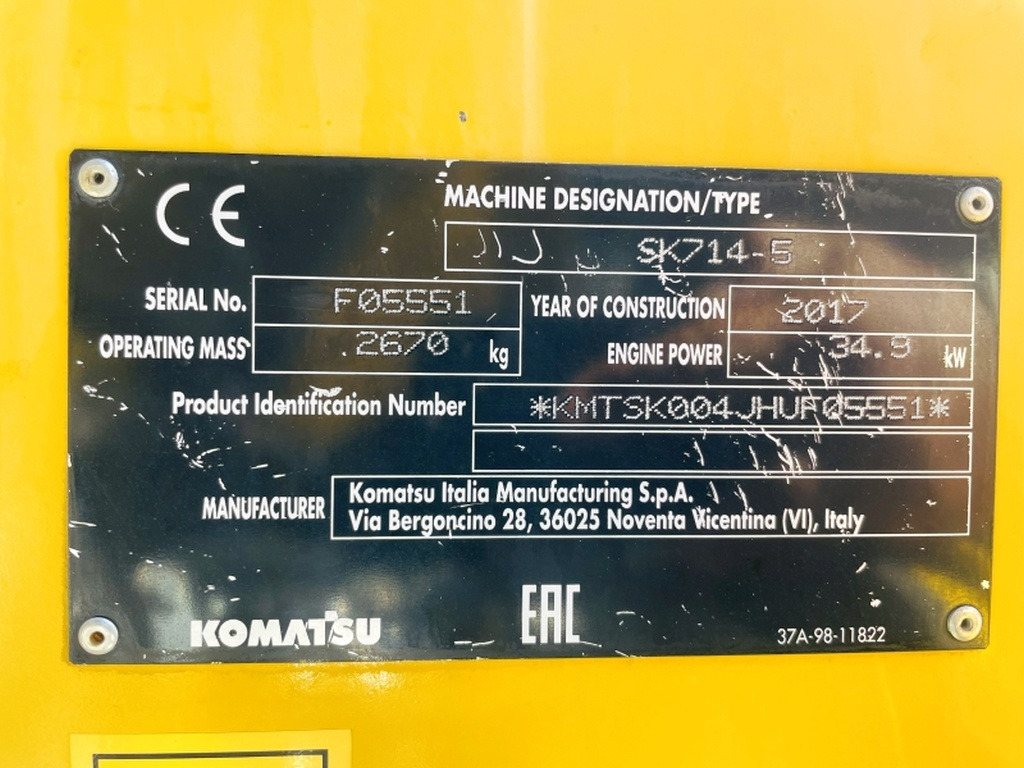 CE
MACHINE DESIGNATION/TYPE
SK714-5
SERIAL No. F05551 YEAR OF CONSTRUCTION 2017
OPERATING MASS 2670 kg ENGINE POWER 34.9 kW
Product Identification Number *KMTSK004JHUF05551*
MANUFACTURER Komatsu Italia Manufacturing S.p.A.
Via Bergoncino 28, 36025 Noventa Vicentina (VI), Italy
KOMATSU EAC 37A-98-11822